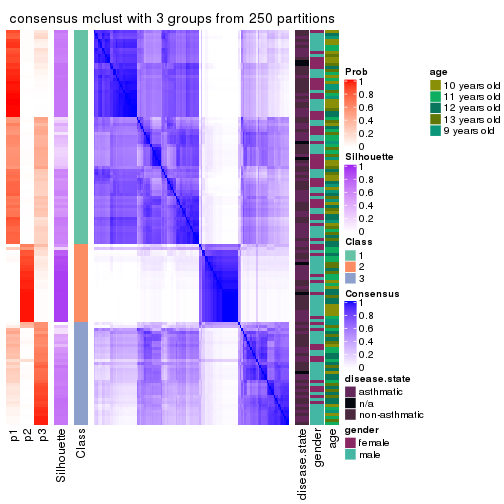 consensus mclust with 3 groups from 250 partitions
Prob
1
0.8
0.6
0.4
0.2
0
Silhouette
1
0.8
0.6
0.4
0.2
0
Class
1
2
3
Consensus
1
0.8
0.6
0.4
0.2
0
disease.state
asthmatic
n/a
non-asthmatic
gender
female
male
age
10 years old
11 years old
12 years old
13 years old
9 years old
p1
p2
p3
Silhouette
Class
disease.state
gender
age